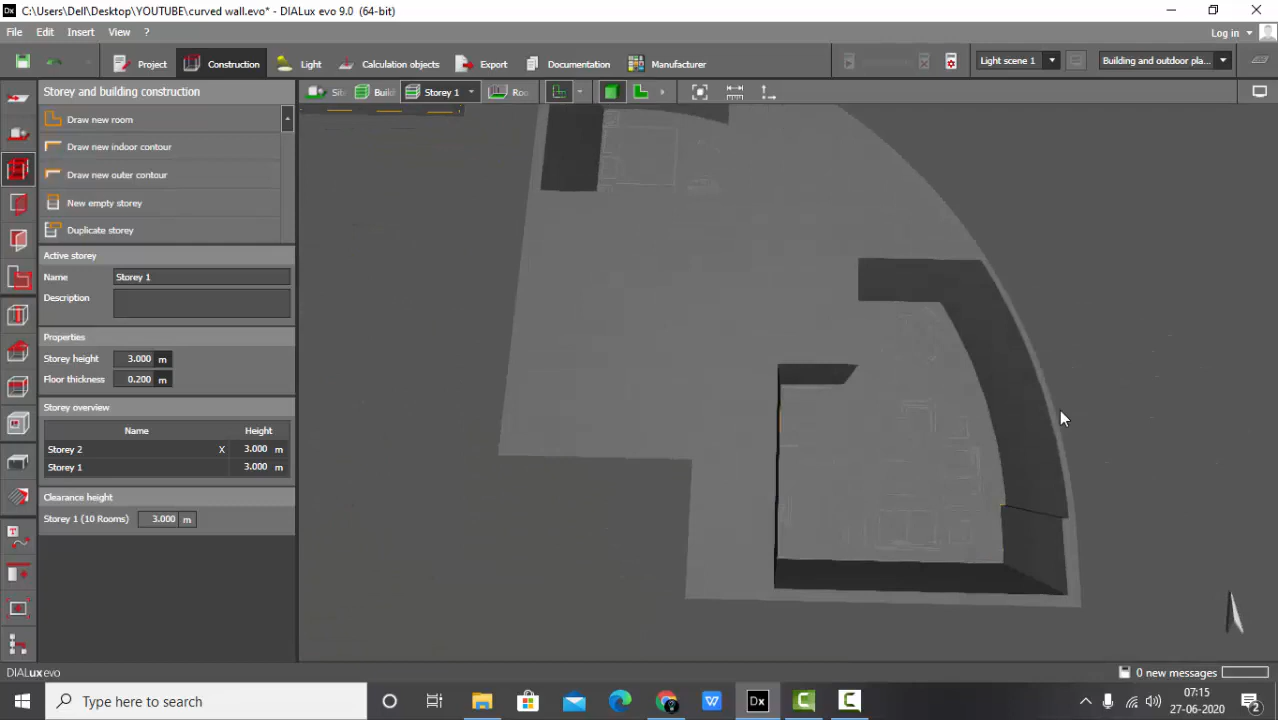 C:\Users\Dell\Desktop\YOUTUBE\curved wall.evo* - DIALux evo 9.0 (64-bit)
File Edit Insert View ?
Log in
Project Construction Light Calculation objects Export Documentation Manufacturer
Light scene 1
Building and outdoor pla...
Storey and building construction
Sit Build Storey 1 Ro
Draw new room
Draw new indoor contour
Draw new outer contour
New empty storey
Duplicate storey
Active storey
Name Storey 1
Description
Properties
Storey height 3.000 m
Floor thickness 0.200 m
Storey overview
Name Height
Storey 2 X 3.000 m
Storey 1 3.000 m
Clearance height
Storey 1 (10 Rooms) 3.000 m
DIALux evo
0 new messages
Type here to search
07:15
27-06-2020
2